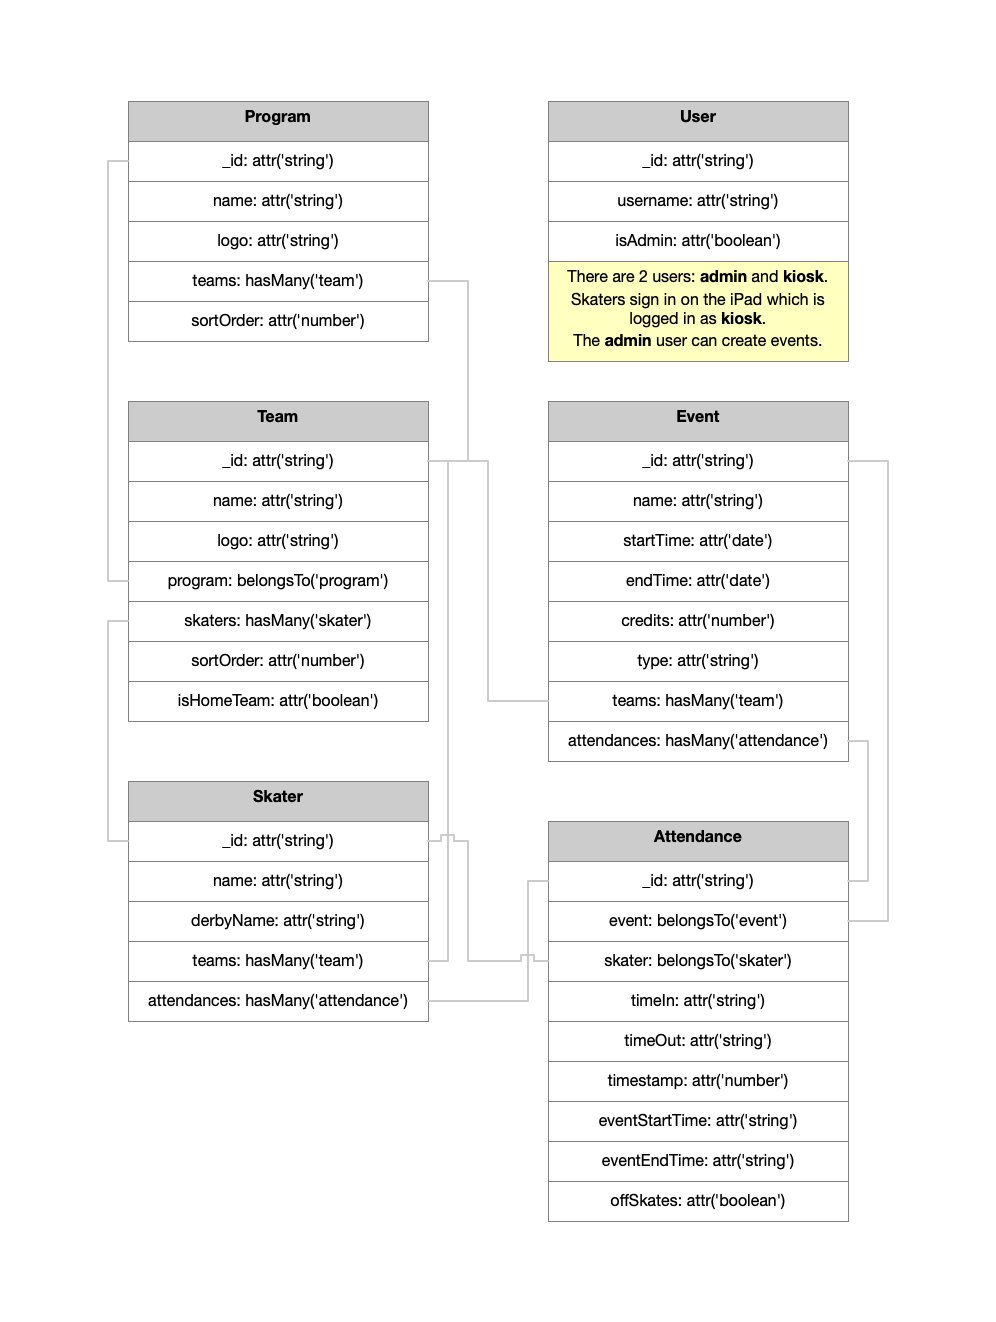 Program
_id: attr('string')
name: attr('string')
logo: attr('string')
teams: hasMany('team')
sortOrder: attr('number')
User
_id: attr('string')
username: attr('string')
isAdmin: attr('boolean')
There are 2 users: admin and kiosk.
Skaters sign in on the iPad which is
logged in as kiosk.
The admin user can create events.
Team
_id: attr('string')
name: attr('string')
logo: attr('string')
program: belongsTo('program')
skaters: hasMany('skater')
sortOrder: attr('number')
isHomeTeam: attr('boolean')
Event
_id: attr('string')
name: attr('string')
startTime: attr('date')
endTime: attr('date')
credits: attr('number')
type: attr('string')
teams: hasMany('team')
attendances: hasMany('attendance')
Skater
_id: attr('string')
name: attr('string')
derbyName: attr('string')
teams: hasMany('team')
attendances: hasMany('attendance')
Attendance
_id: attr('string')
event: belongsTo('event')
skater: belongsTo('skater')
timeIn: attr('string')
timeOut: attr('string')
timestamp: attr('number')
eventStartTime: attr('string')
eventEndTime: attr('string')
offSkates: attr('boolean')